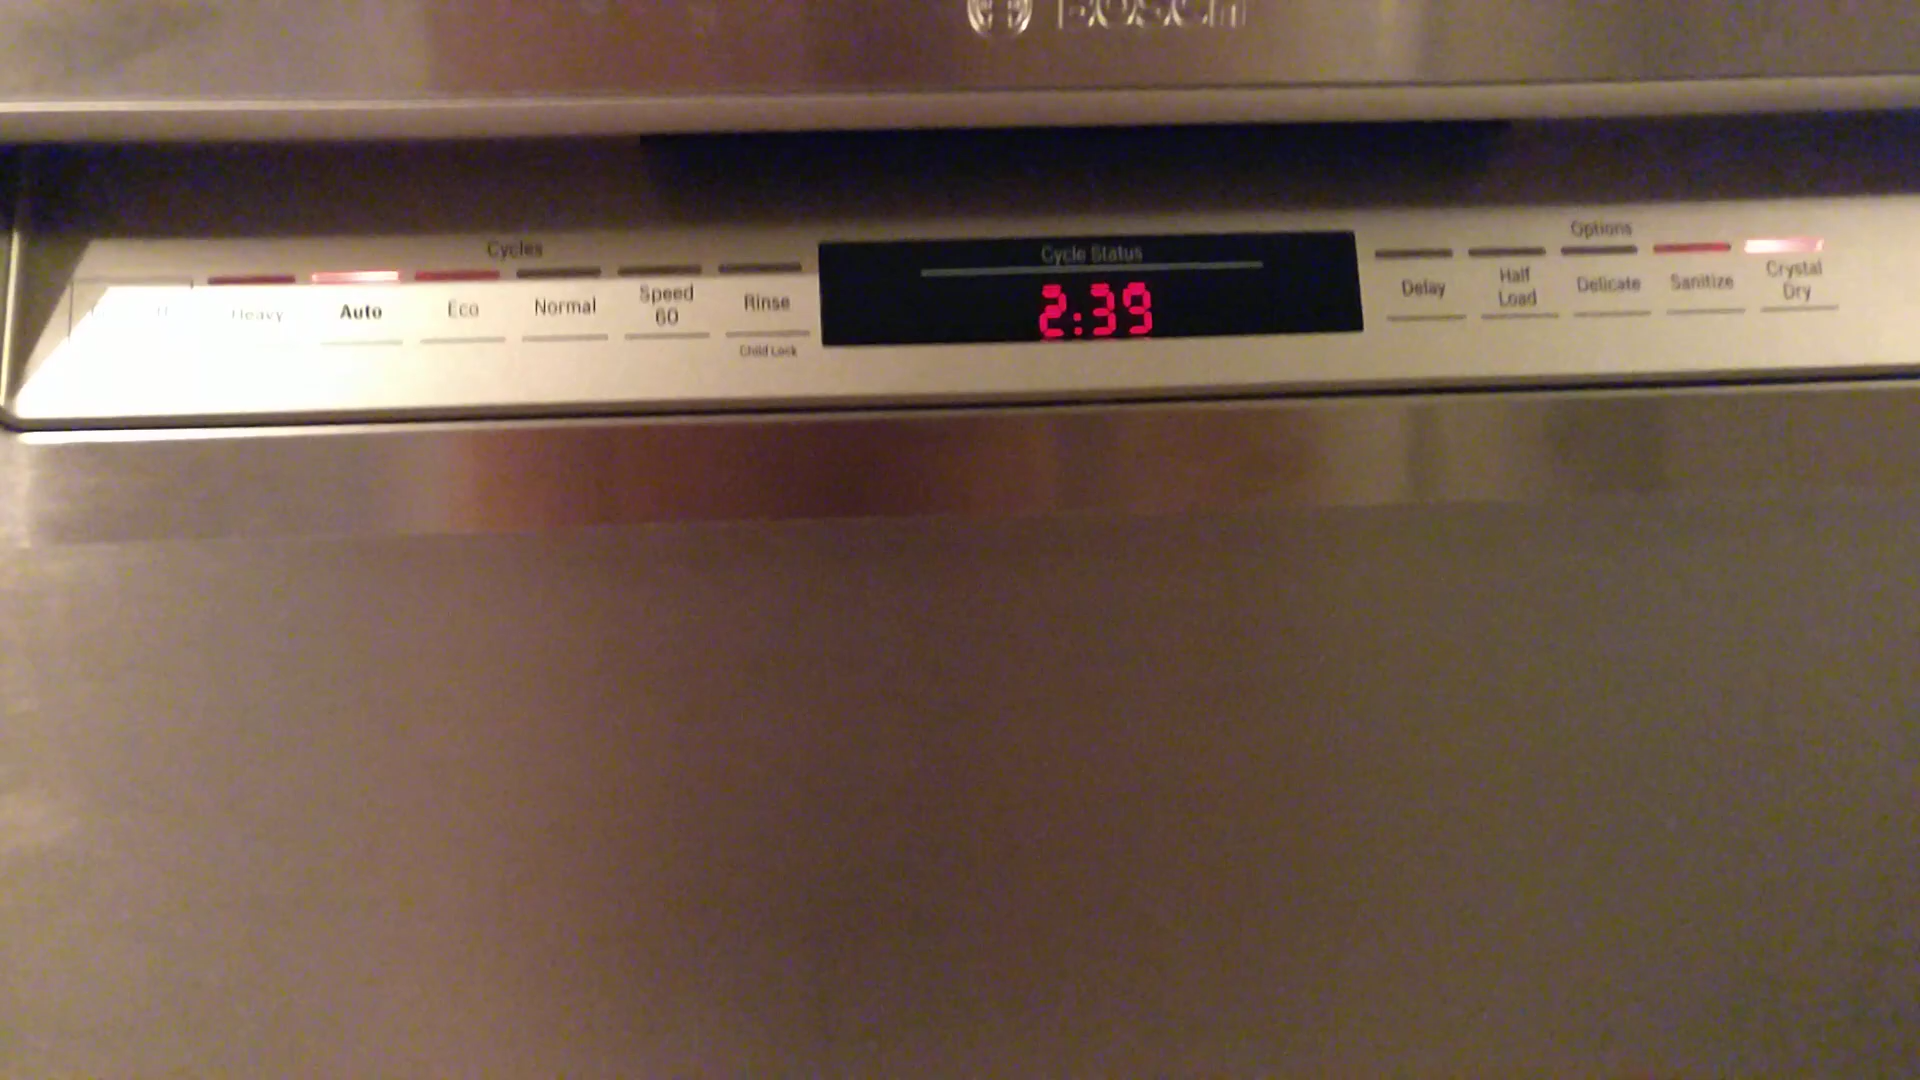 BOSCH
Cycles
Cycle Status
Options
Heavy
Auto
Eco
Normal
Speed
60
Rinse
Child Lock
2:39
Delay
Half
Load
Delicate
Sanitize
Crystal
Dry